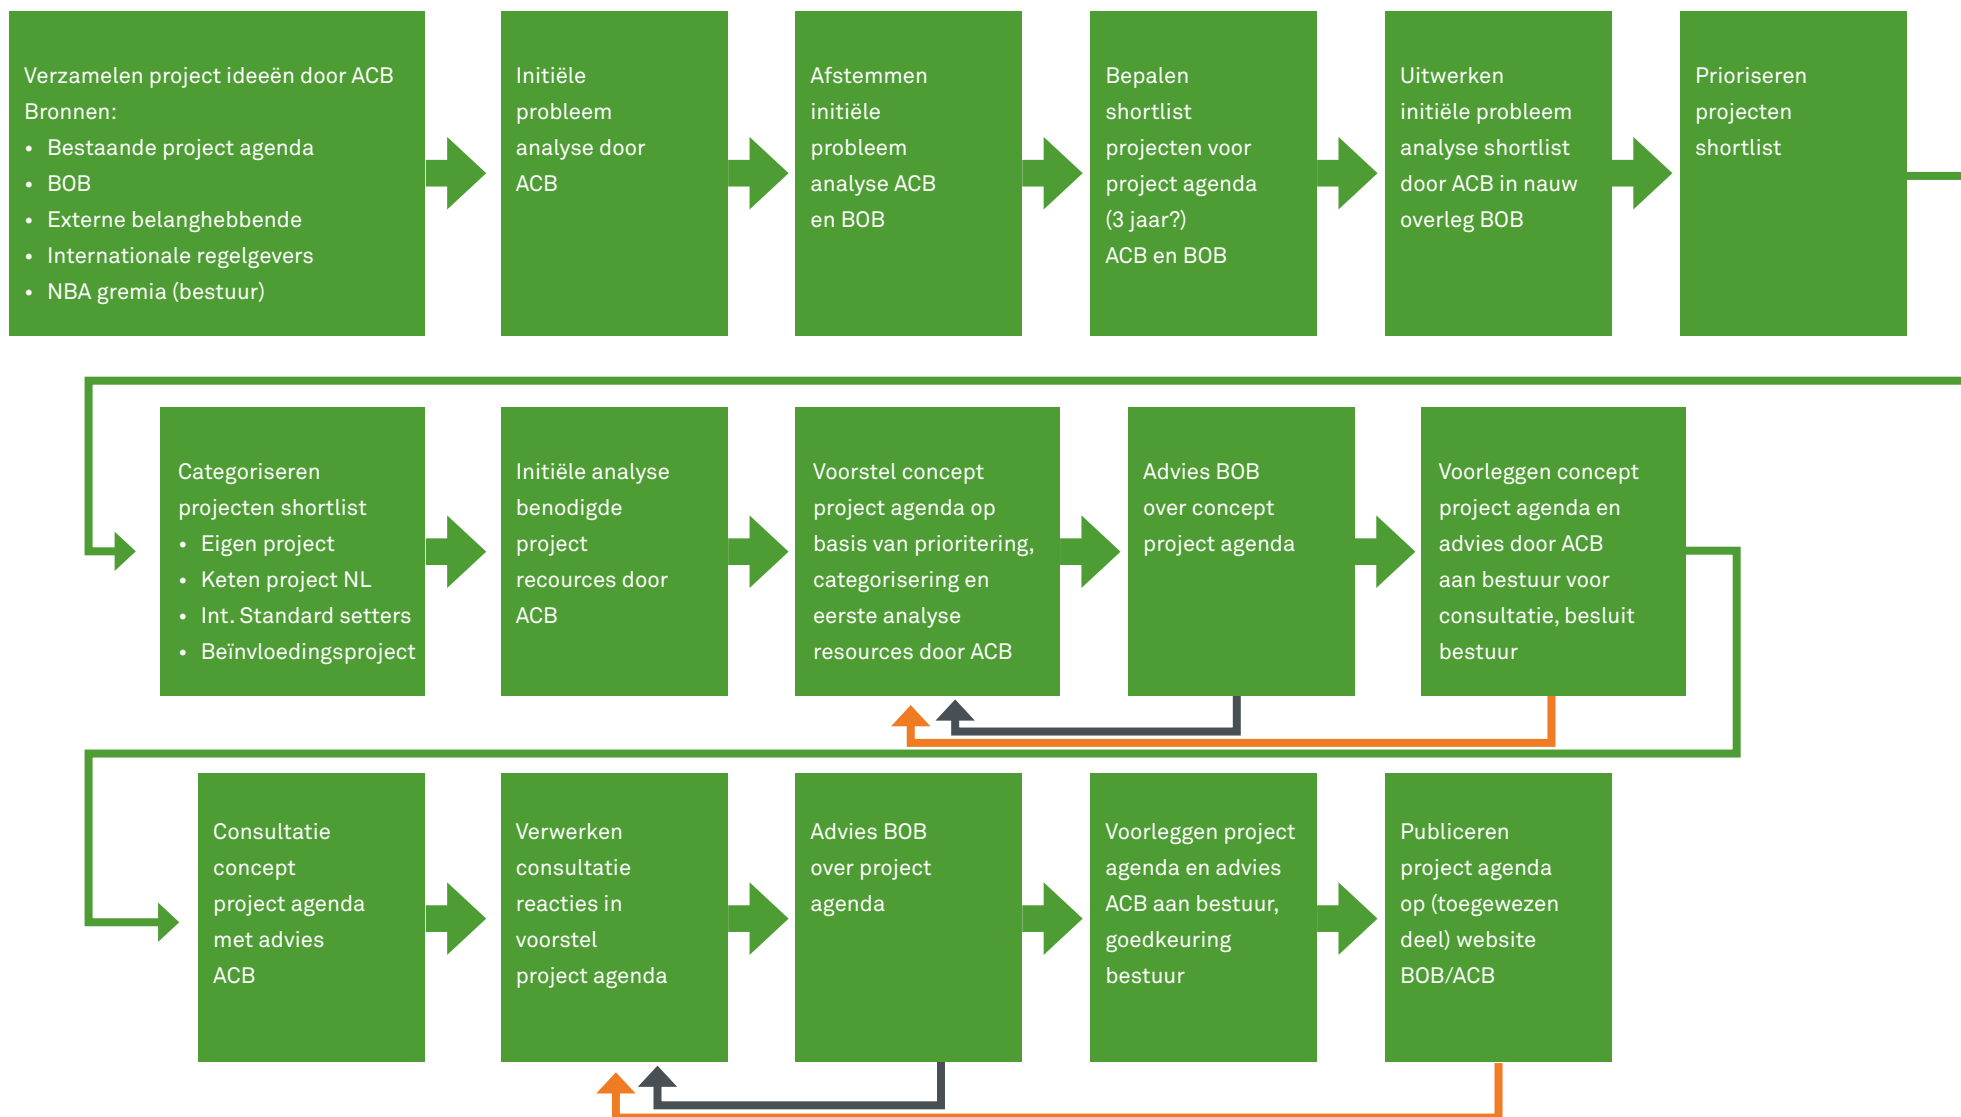 Verzamelen project ideeën door ACB
Bronnen:
• Bestaande project agenda
• BOB
• Externe belanghebbende
• Internationale regelgevers
• NBA gremia (bestuur)
Initiële
probleem
analyse door
ACB
Afstemmen
initiële
probleem
analyse ACB
en BOB
Bepalen
shortlist
projecten voor
project agenda
(3 jaar?)
ACB en BOB
Uitwerken
initiële probleem
analyse shortlist
door ACB in nauw
overleg BOB
Prioriseren
projecten
shortlist
Categoriseren
projecten shortlist
• Eigen project
• Keten project NL
• Int. Standard setters
• Beïnvloedingsproject
Initiële analyse
benodigde
project
recources door
ACB
Voorstel concept
project agenda op
basis van prioritering,
categorisering en
eerste analyse
resources door ACB
Advies BOB
over concept
project agenda
Voorleggen concept
project agenda en
advies door ACB
aan bestuur voor
consultatie, besluit
bestuur
Consultatie
concept
project agenda
met advies
ACB
Verwerken
consultatie
reacties in
voorstel
project agenda
Advies BOB
over project
agenda
Voorleggen project
agenda en advies
ACB aan bestuur,
goedkeuring
bestuur
Publiceren
project agenda
op (toegewezen
deel) website
BOB/ACB